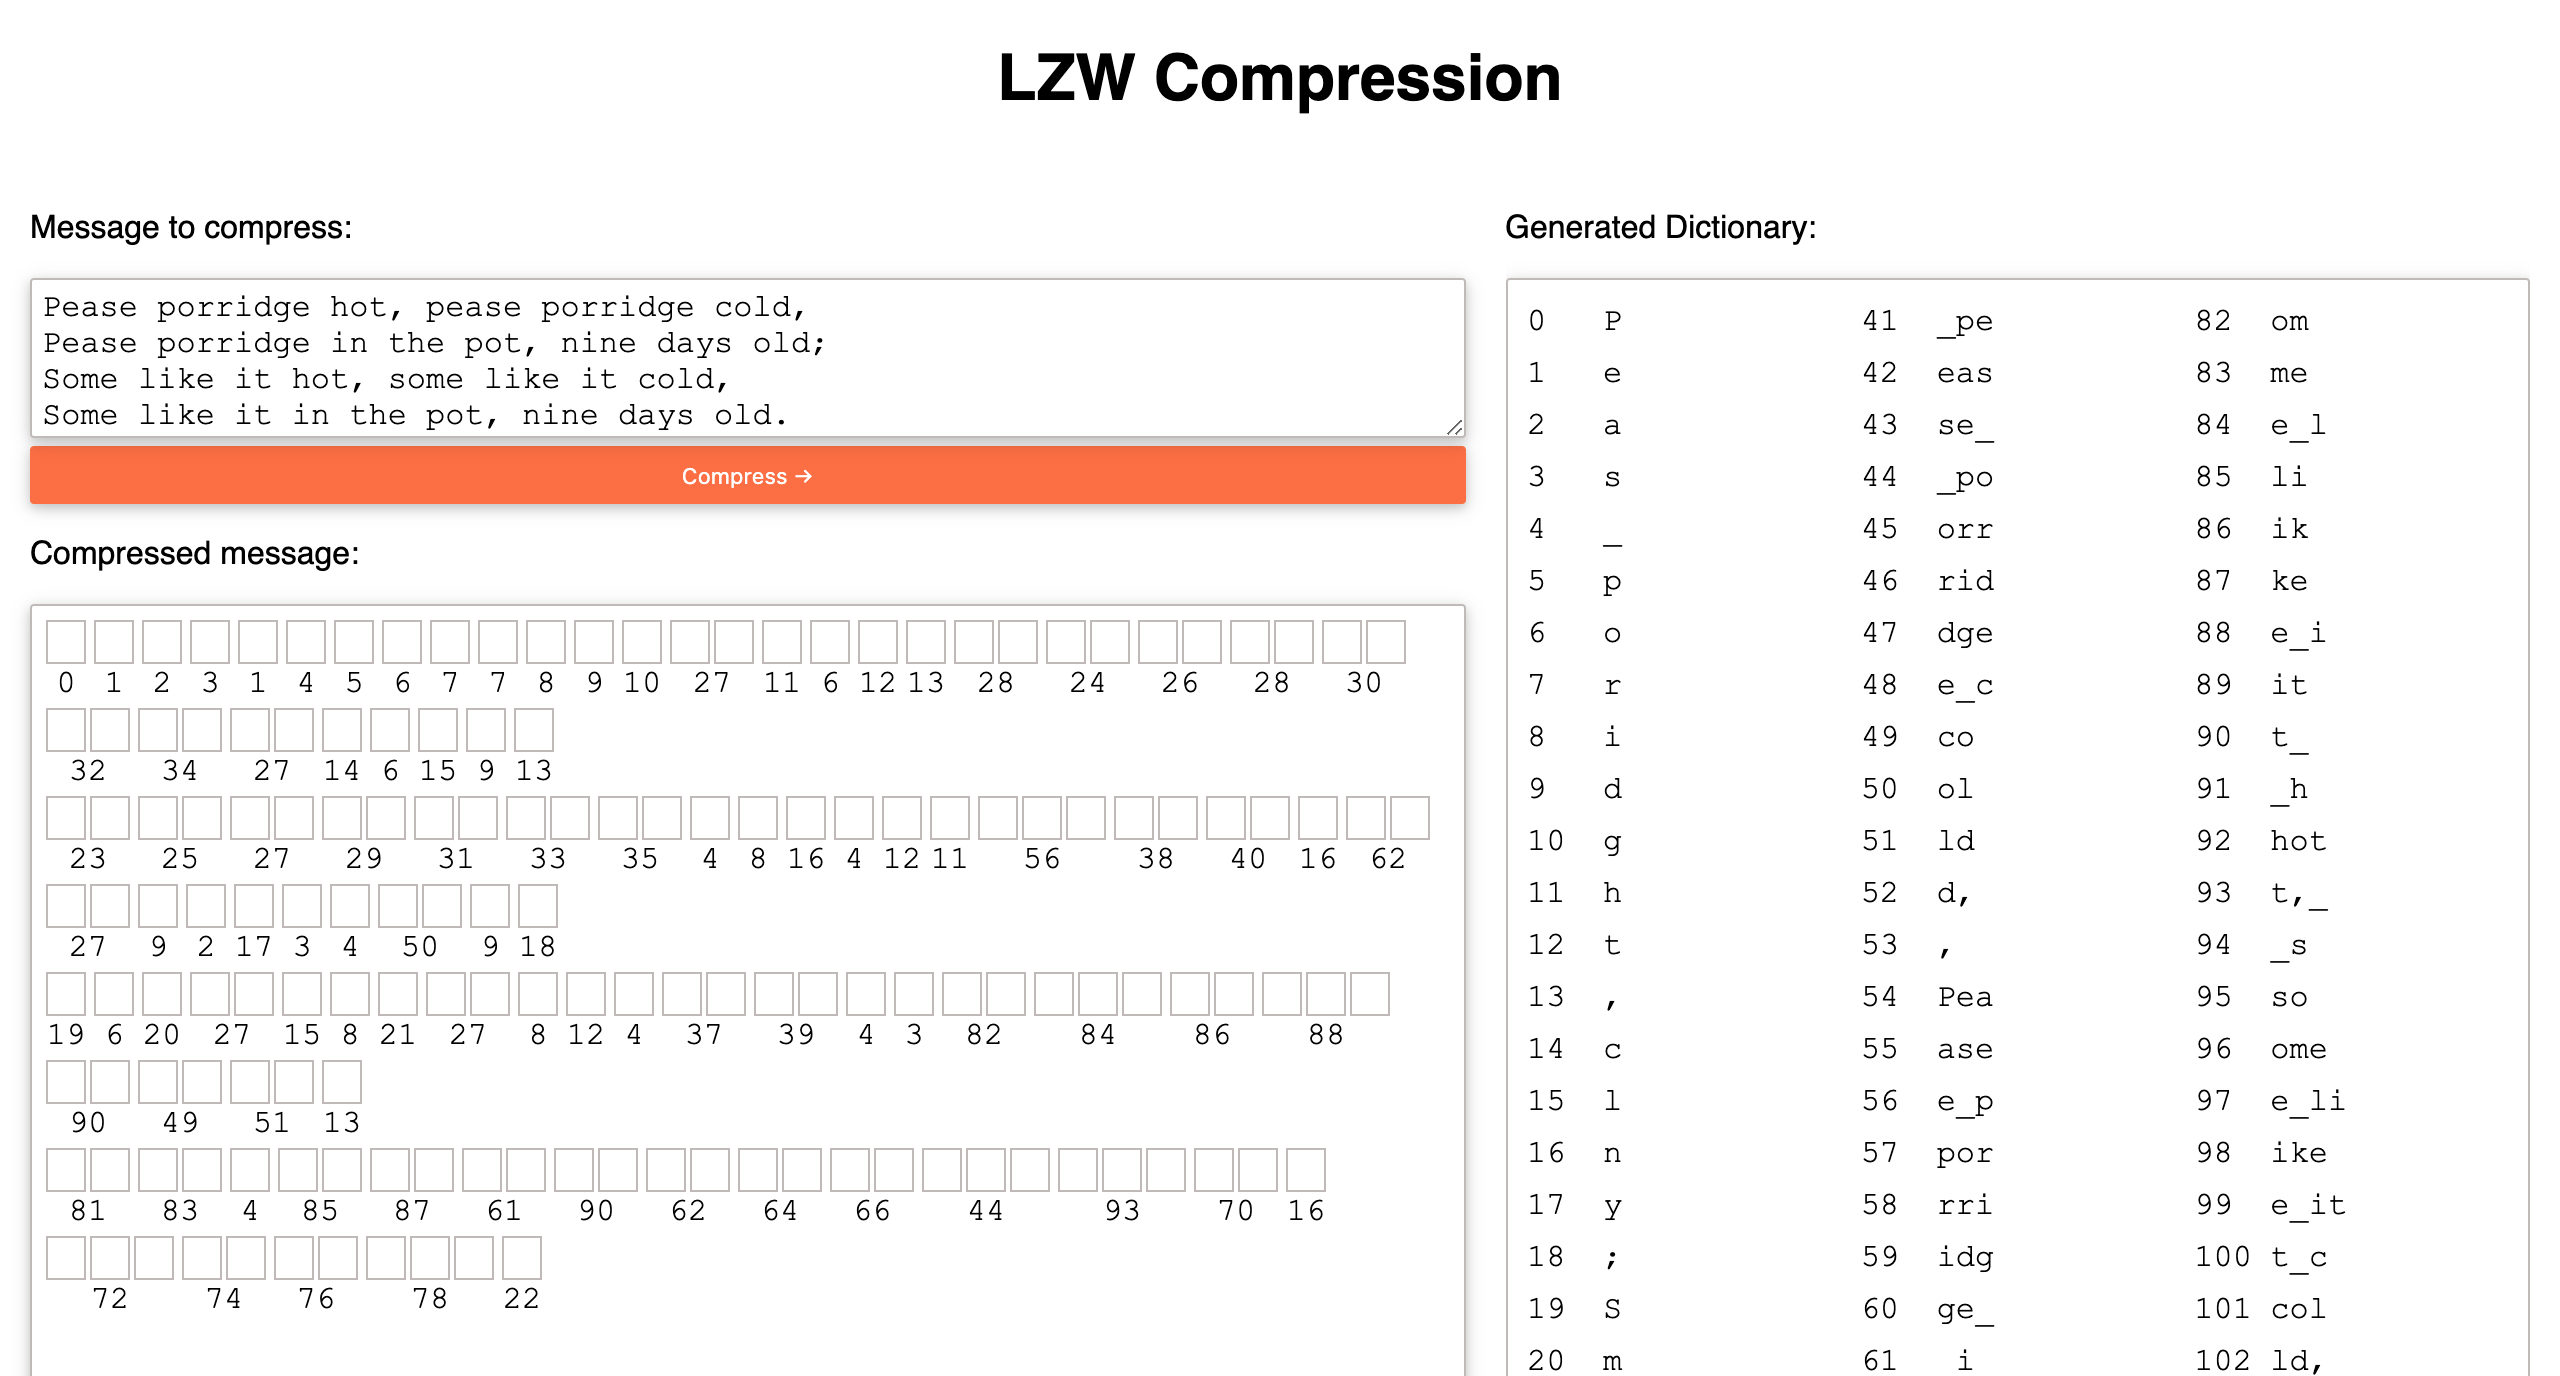 LZW Compression
Message to compress:
Pease porridge hot, pease porridge cold,
Pease porridge in the pot, nine days old;
Some like it hot, some like it cold,
Some like it in the pot, nine days old.
Compress →
Compressed message:
0 1 2 3 1 4 5 6 7 7 8 9 10 27 11 6 12 13 28 24 26 28 30
32 34 27 14 6 15 9 13
23 25 27 29 31 33 35 4 8 16 4 12 11 56 38 40 16 62
27 9 2 17 3 4 50 9 18
19 6 20 27 15 8 21 27 8 12 4 37 39 4 3 82 84 86 88
90 49 51 13
81 83 4 85 87 61 90 62 64 66 44 93 70 16
72 74 76 78 22
Generated Dictionary:
0 P 41 _pe 82 om
1 e 42 eas 83 me
2 a 43 se_ 84 e_l
3 s 44 _po 85 li
4 _ 45 orr 86 ik
5 p 46 rid 87 ke
6 o 47 dge 88 e_i
7 r 48 e_c 89 it
8 i 49 co 90 t_
9 d 50 ol 91 _h
10 g 51 ld 92 hot
11 h 52 d, 93 t,_
12 t 53 , 94 _s
13 , 54 Pea 95 so
14 c 55 ase 96 ome
15 l 56 e_p 97 e_li
16 n 57 por 98 ike
17 y 58 rri 99 e_it
18 ; 59 idg 100 t_c
19 S 60 ge_ 101 col
20 m 61 i 102 ld,